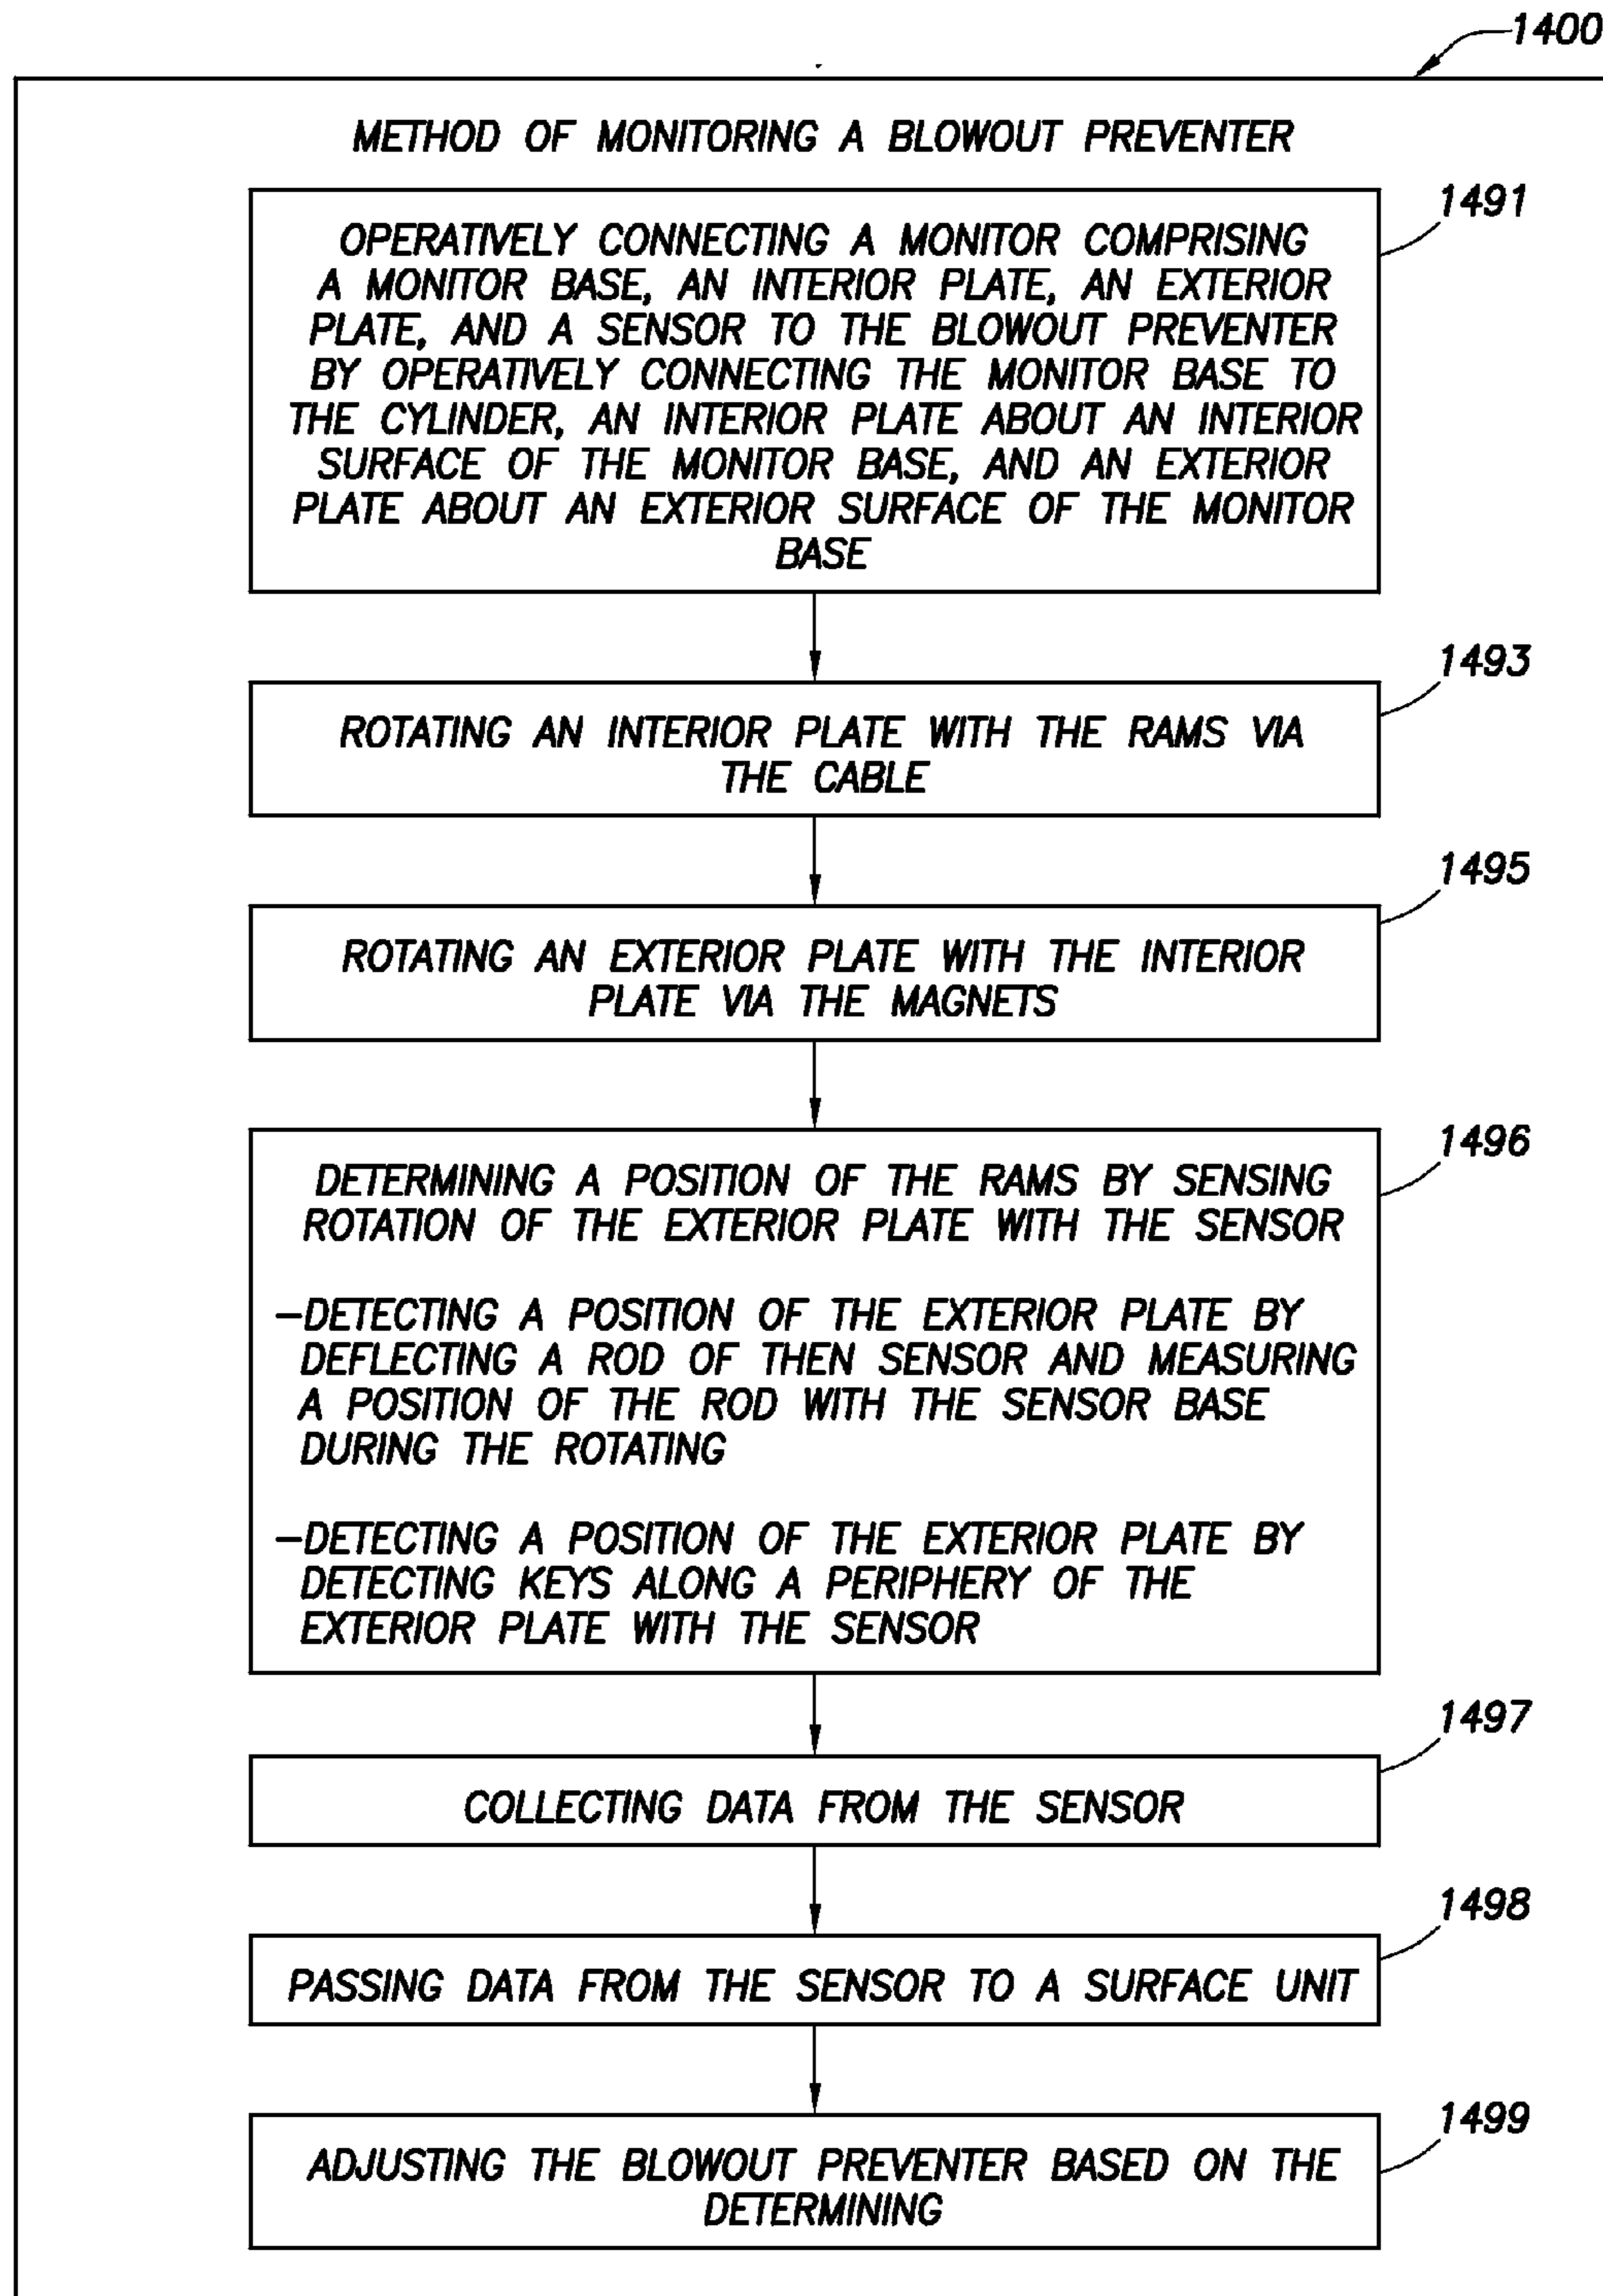 1400
METHOD OF MONITORING A BLOWOUT PREVENTER
1491
OPERATIVELY CONNECTING A MONITOR COMPRISING
A MONITOR BASE, AN INTERIOR PLATE, AN EXTERIOR
PLATE, AND A SENSOR TO THE BLOWOUT PREVENTER
BY OPERATIVELY CONNECTING THE MONITOR BASE TO
THE CYLINDER, AN INTERIOR PLATE ABOUT AN INTERIOR
SURFACE OF THE MONITOR BASE, AND AN EXTERIOR
PLATE ABOUT AN EXTERIOR SURFACE OF THE MONITOR
BASE
1493
ROTATING AN INTERIOR PLATE WITH THE RAMS VIA
THE CABLE
1495
ROTATING AN EXTERIOR PLATE WITH THE INTERIOR
PLATE VIA THE MAGNETS
1496
DETERMINING A POSITION OF THE RAMS BY SENSING
ROTATION OF THE EXTERIOR PLATE WITH THE SENSOR
-DETECTING A POSITION OF THE EXTERIOR PLATE BY
DEFLECTING A ROD OF THEN SENSOR AND MEASURING
A POSITION OF THE ROD WITH THE SENSOR BASE
DURING THE ROTATING
-DETECTING A POSITION OF THE EXTERIOR PLATE BY
DETECTING KEYS ALONG A PERIPHERY OF THE
EXTERIOR PLATE WITH THE SENSOR
1497
COLLECTING DATA FROM THE SENSOR
1498
PASSING DATA FROM THE SENSOR TO A SURFACE UNIT
1499
ADJUSTING THE BLOWOUT PREVENTER BASED ON THE
DETERMINING